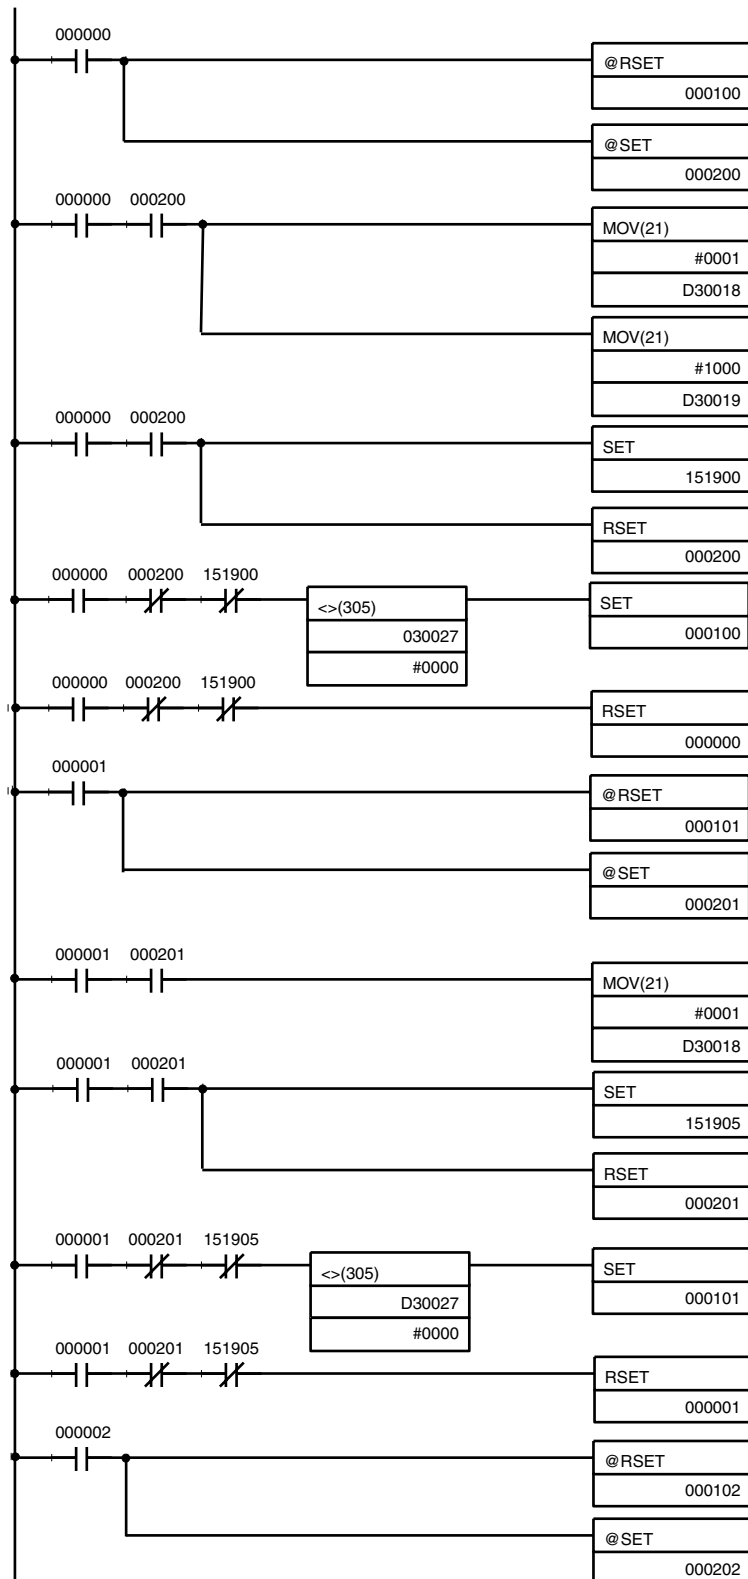 000000
@RSET
000100
@SET
000200
000000 000200
MOV(21)
#0001
D30018
MOV(21)
#1000
D30019
000000 000200
SET
151900
RSET
000200
000000 000200 151900
<>(305)
030027
#0000
SET
000100
000000 000200 151900
RSET
000000
000001
@RSET
000101
@SET
000201
000001 000201
MOV(21)
#0001
D30018
000001 000201
SET
151905
RSET
000201
000001 000201 151905
<>(305)
D30027
#0000
SET
000101
000001 000201 151905
RSET
000001
000002
@RSET
000102
@SET
000202